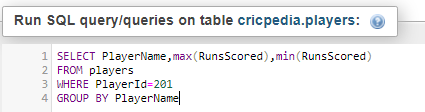 Run SQL query/queries on table cricpedia.players:
1 SELECT PlayerName,max(RunsScored),min(RunsScored)
2 FROM players
3 WHERE PlayerId=201
4 GROUP BY PlayerName